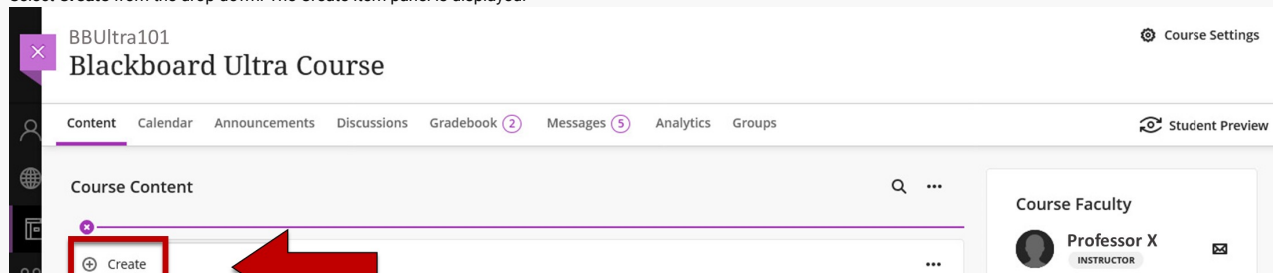 BBUltra101
Course Settings
Blackboard Ultra Course
Content Calendar Announcements Discussions Gradebook 2 Messages 5 Analytics Groups
Student Preview
Course Content
Course Faculty
Professor X
INSTRUCTOR
Create